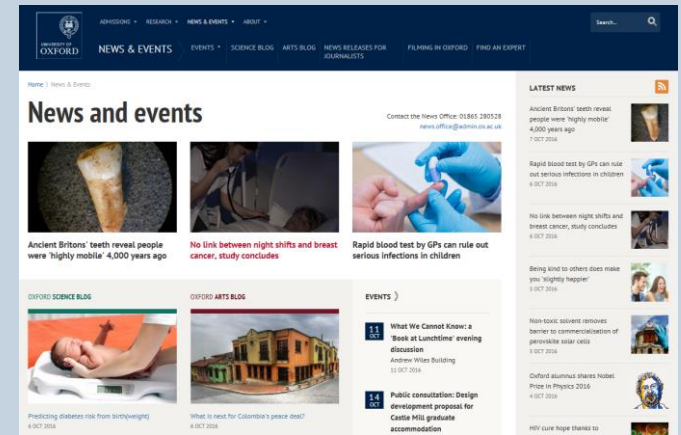 ADMISSIONS RESEARCH NEWS & EVENTS ABOUT
Search...
UNIVERSITY OF
OXFORD
NEWS & EVENTS
EVENTS
SCIENCE BLOG
ARTS BLOG
NEWS RELEASES FOR
JOURNALISTS
FILMING IN OXFORD
FIND AN EXPERT
Home | News & Events
News and events
Contact the News Office: 01865 280528
news.office@admin.ox.ac.uk
Ancient Britons' teeth reveal people
were 'highly mobile' 4,000 years ago
No link between night shifts and breast
cancer, study concludes
Rapid blood test by GPs can rule out
serious infections in children
OXFORD SCIENCE BLOG
Predicting diabetes risk from birth(weight)
6 OCT 2016
OXFORD ARTS BLOG
What is next for Colombia's peace deal?
6 OCT 2016
EVENTS
11
OCT
What We Cannot Know: a
'Book at Lunchtime' evening
discussion
Andrew Wiles Building
11 OCT 2016
14
OCT
Public consultation: Design
development proposal for
Castle Mill graduate
accommodation
LATEST NEWS
Ancient Britons' teeth reveal
people were 'highly mobile'
4,000 years ago
7 OCT 2016
Rapid blood test by GPs can rule
out serious infections in children
6 OCT 2016
No link between night shifts and
breast cancer, study concludes
6 OCT 2016
Being kind to others does make
you 'slightly happier'
5 OCT 2016
Non-toxic solvent removes
barrier to commercialisation of
perovskite solar cells
5 OCT 2016
Oxford alumnus shares Nobel
Prize in Physics 2016
4 OCT 2016
HIV cure hope thanks to